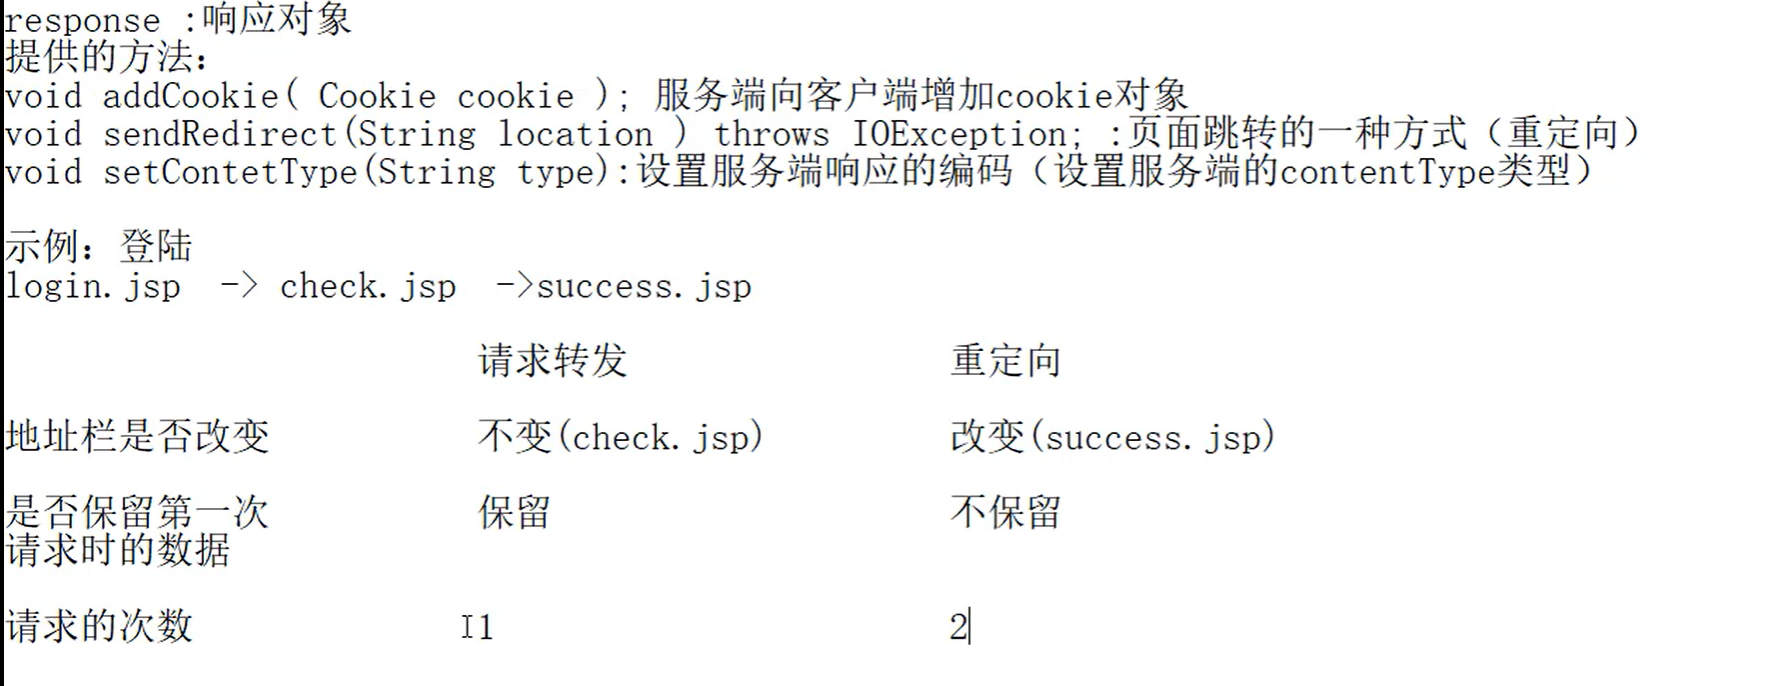 response :响应对象
提供的方法：
void addCookie( Cookie cookie ); 服务端向客户端增加cookie对象
void sendRedirect(String location ) throws IOException; :页面跳转的一种方式（重定向）
void setContetType(String type):设置服务端响应的编码（设置服务端的contentType类型）
示例：登陆
login.jsp -> check.jsp ->success.jsp
请求转发 重定向
地址栏是否改变 不变(check.jsp) 改变(success.jsp)
是否保留第一次 保留 不保留
请求时的数据
请求的次数 1 2